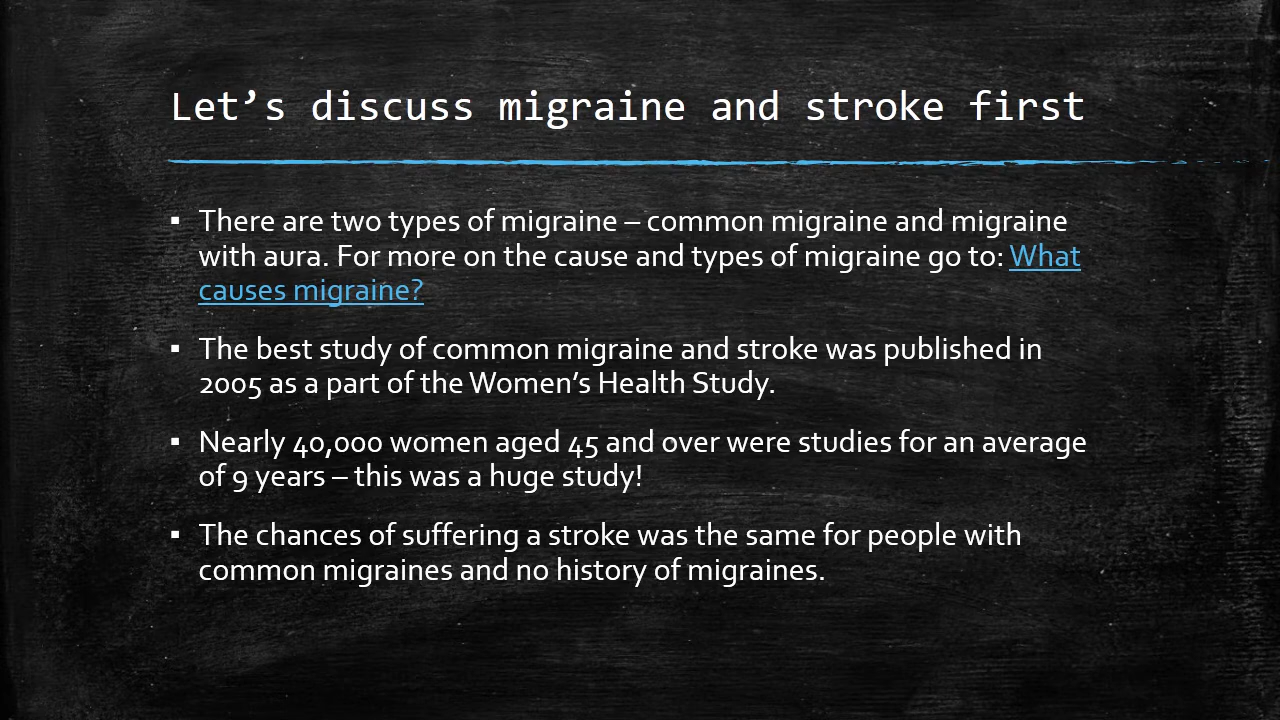 Let’s discuss migraine and stroke first
▪ There are two types of migraine – common migraine and migraine
with aura. For more on the cause and types of migraine go to: What
causes migraine?
▪ The best study of common migraine and stroke was published in
2005 as a part of the Women’s Health Study.
▪ Nearly 40,000 women aged 45 and over were studies for an average
of 9 years – this was a huge study!
▪ The chances of suffering a stroke was the same for people with
common migraines and no history of migraines.